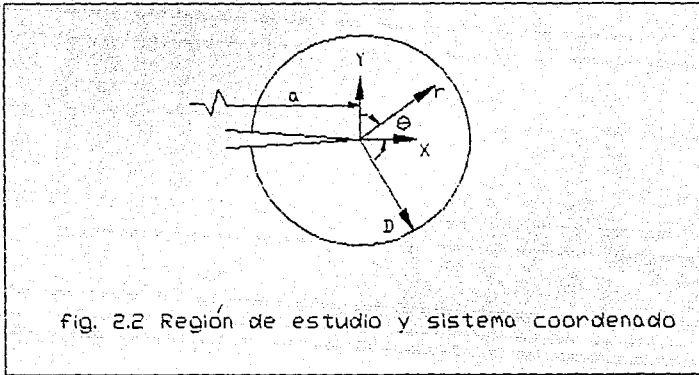 Y
a
r
θ
X
D
fig. 2.2 Región de estudio y sistema coordenado